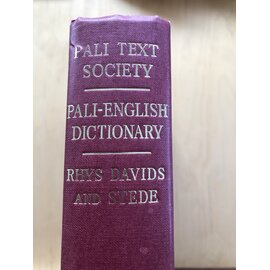 PALI TEXT
SOCIETY
PALI-ENGLISH
DICTIONARY
RHYS DAVIDS
AND STEDE